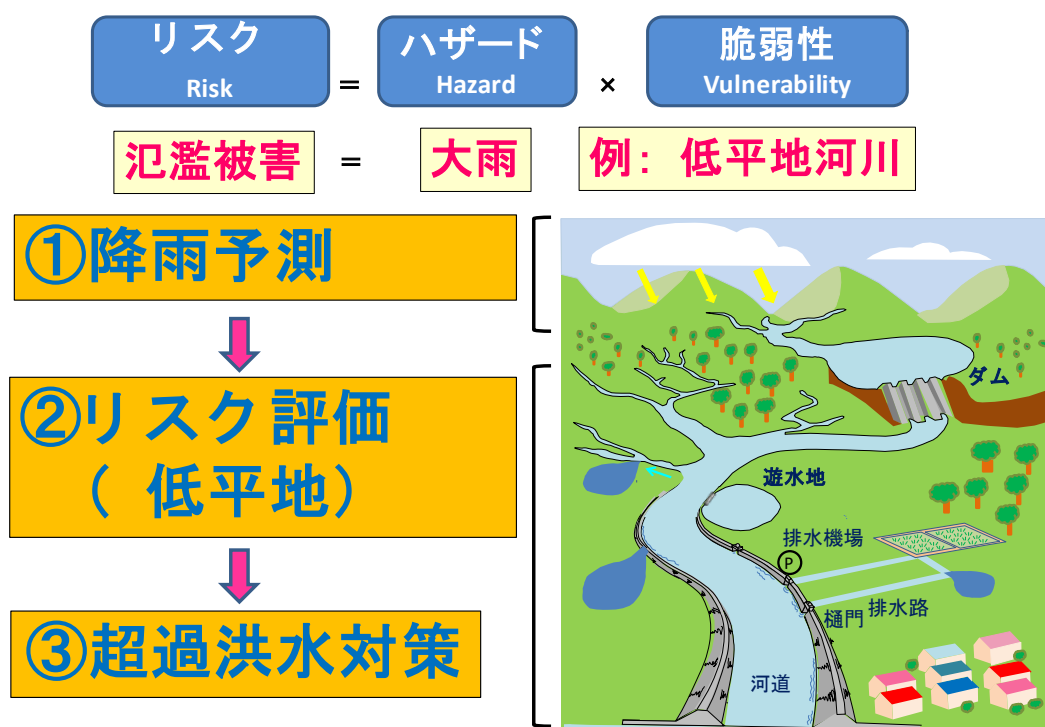 リスク
Risk
=
ハザード
Hazard
×
脆弱性
Vulnerability
氾濫被害
=
大雨
例： 低平地河川
①降雨予測
②リスク評価
（ 低平地）
③超過洪水対策
ダム
遊水地
排水機場
P
樋門
排水路
河道